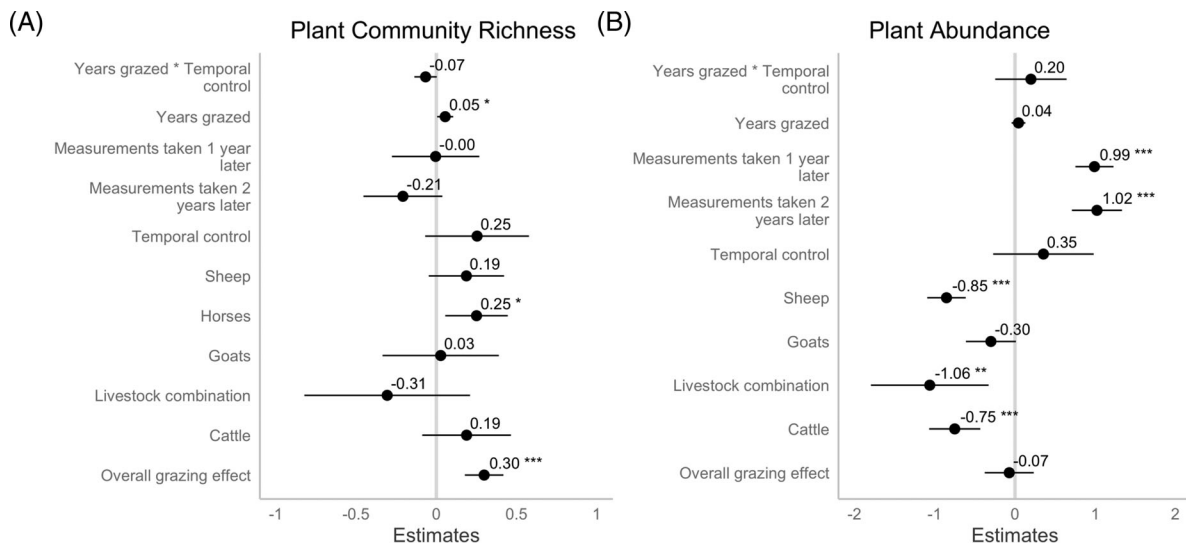 (A)
Plant Community Richness
Years grazed * Temporal
control
-0.07
Years grazed
0.05 *
Measurements taken 1 year
later
-0.00
Measurements taken 2
years later
-0.21
Temporal control
0.25
Sheep
0.19
Horses
0.25 *
Goats
0.03
Livestock combination
-0.31
Cattle
0.19
Overall grazing effect
0.30 ***
-1 -0.5 0 0.5 1
Estimates
(B)
Plant Abundance
Years grazed * Temporal
control
0.20
Years grazed
0.04
Measurements taken 1 year
later
0.99 ***
Measurements taken 2
years later
1.02 ***
Temporal control
0.35
Sheep
-0.85 ***
Goats
-0.30
Livestock combination
-1.06 **
Cattle
-0.75 ***
Overall grazing effect
-0.07
-2 -1 0 1 2
Estimates